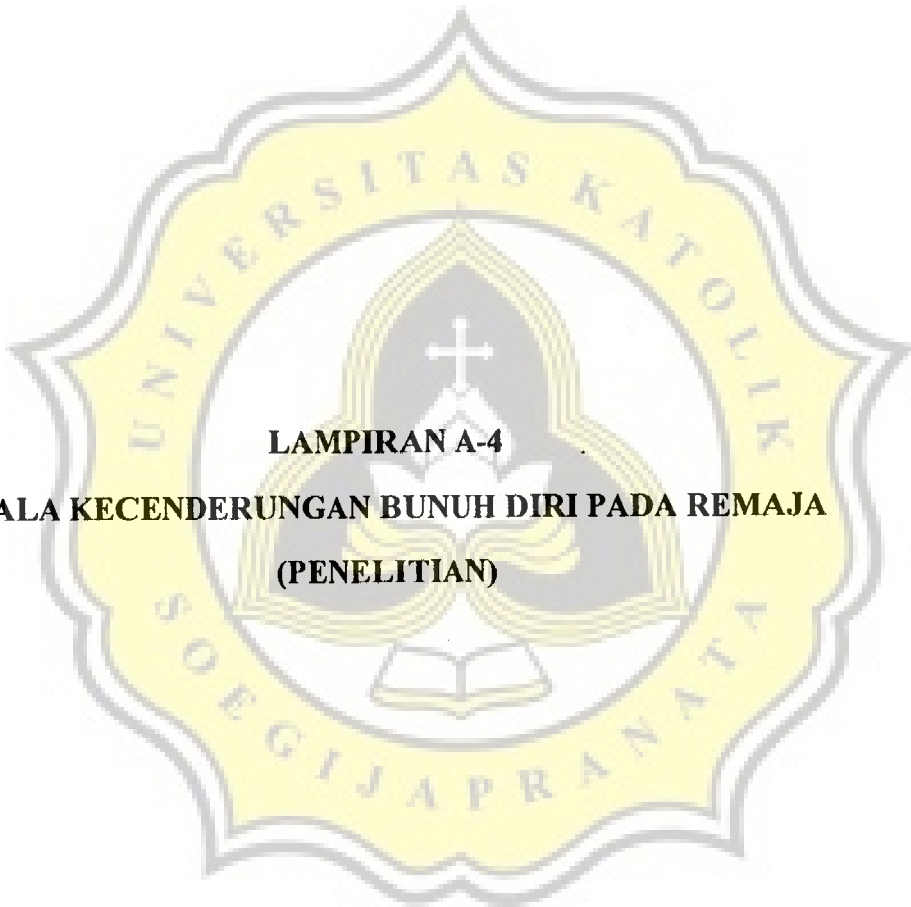 UNIVERSITAS KATOLIK
LAMPIRAN A-4
ALA KECENDERUNGAN BUNUH DIRI PADA REMAJA
(PENELITIAN)
SOEGIJAPRANATA